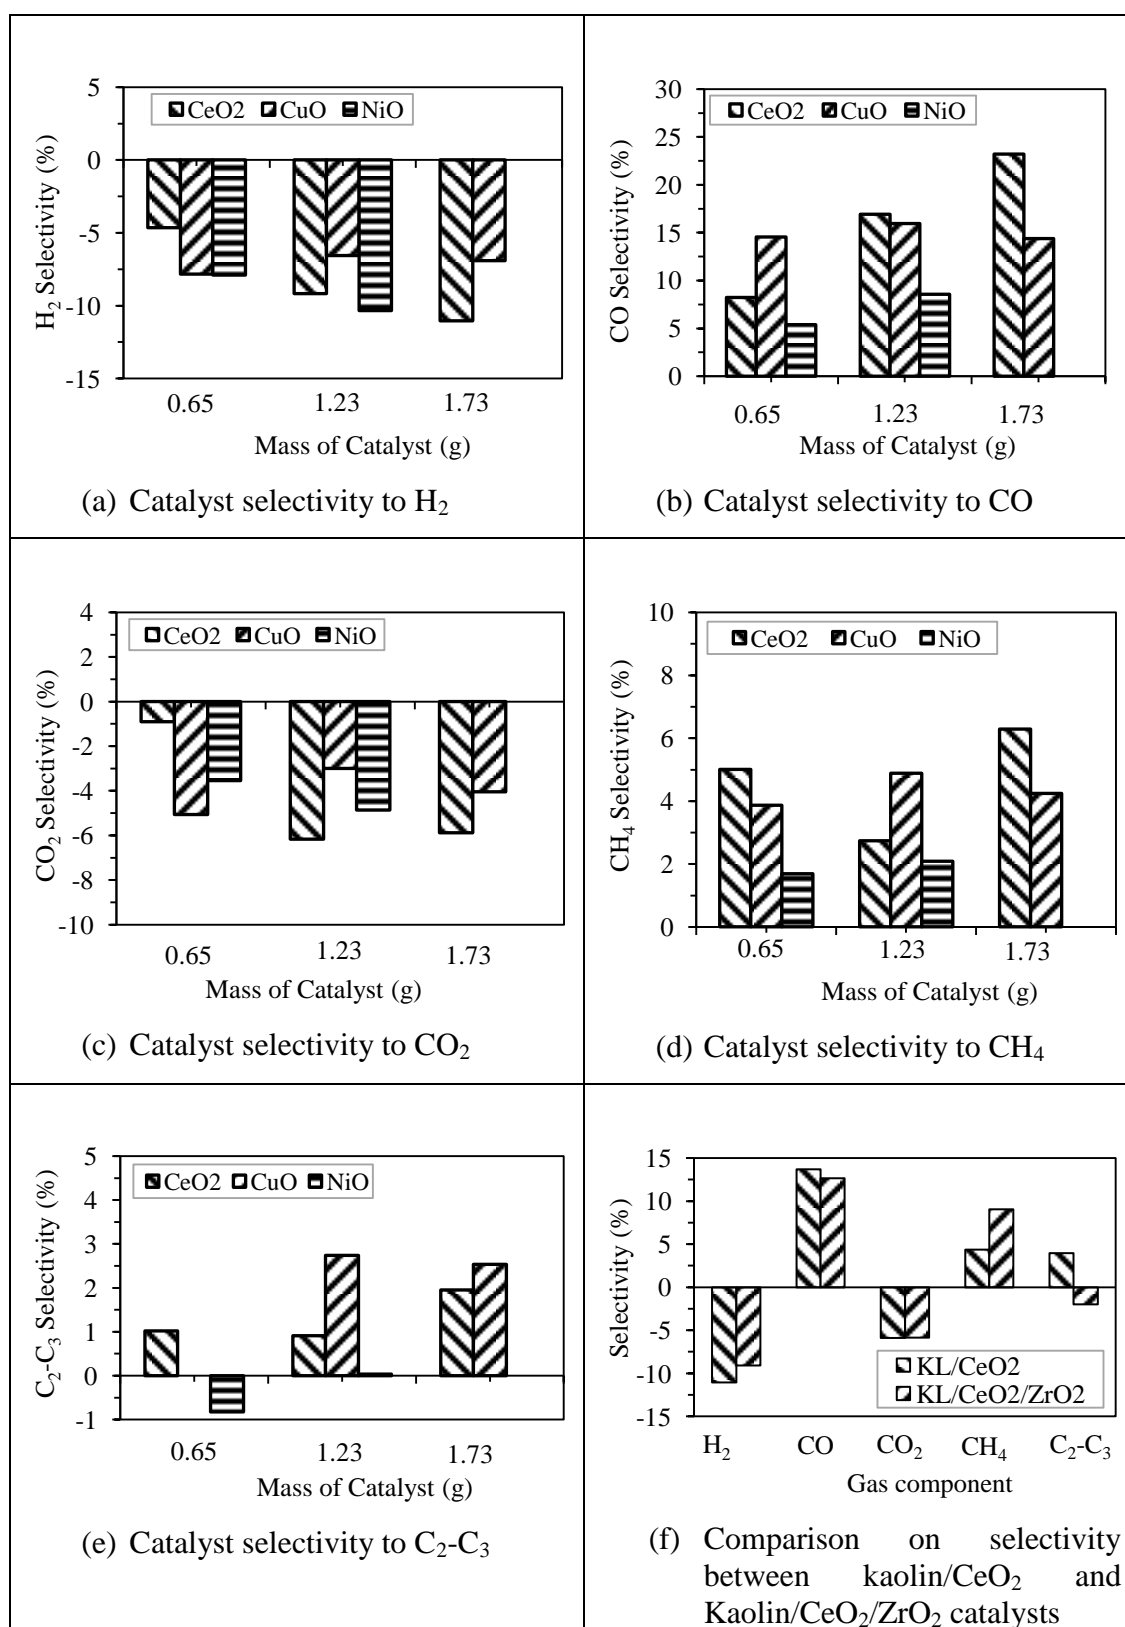 5
0
-5
-10
-15
H2 Selectivity (%)
CeO2 CuO NiO
0.65 1.23 1.73
Mass of Catalyst (g)
(a) Catalyst selectivity to H2
30
25
20
15
10
5
0
CO Selectivity (%)
CeO2 CuO NiO
0.65 1.23 1.73
Mass of Catalyst (g)
(b) Catalyst selectivity to CO
4
2
0
-2
-4
-6
-8
-10
CO2 Selectivity (%)
CeO2 CuO NiO
0.65 1.23 1.73
Mass of Catalyst (g)
(c) Catalyst selectivity to CO2
10
8
6
4
2
0
CH4 Selectivity (%)
CeO2 CuO NiO
0.65 1.23 1.73
Mass of Catalyst (g)
(d) Catalyst selectivity to CH4
5
4
3
2
1
0
-1
C2-C3 Selectivity (%)
CeO2 CuO NiO
0.65 1.23 1.73
Mass of Catalyst (g)
(e) Catalyst selectivity to C2-C3
15
10
5
0
-5
-10
-15
Selectivity (%)
KL/CeO2
KL/CeO2/ZrO2
H2 CO CO2 CH4 C2-C3
Gas component
(f) Comparison on selectivity
between kaolin/CeO2 and
Kaolin/CeO2/ZrO2 catalysts